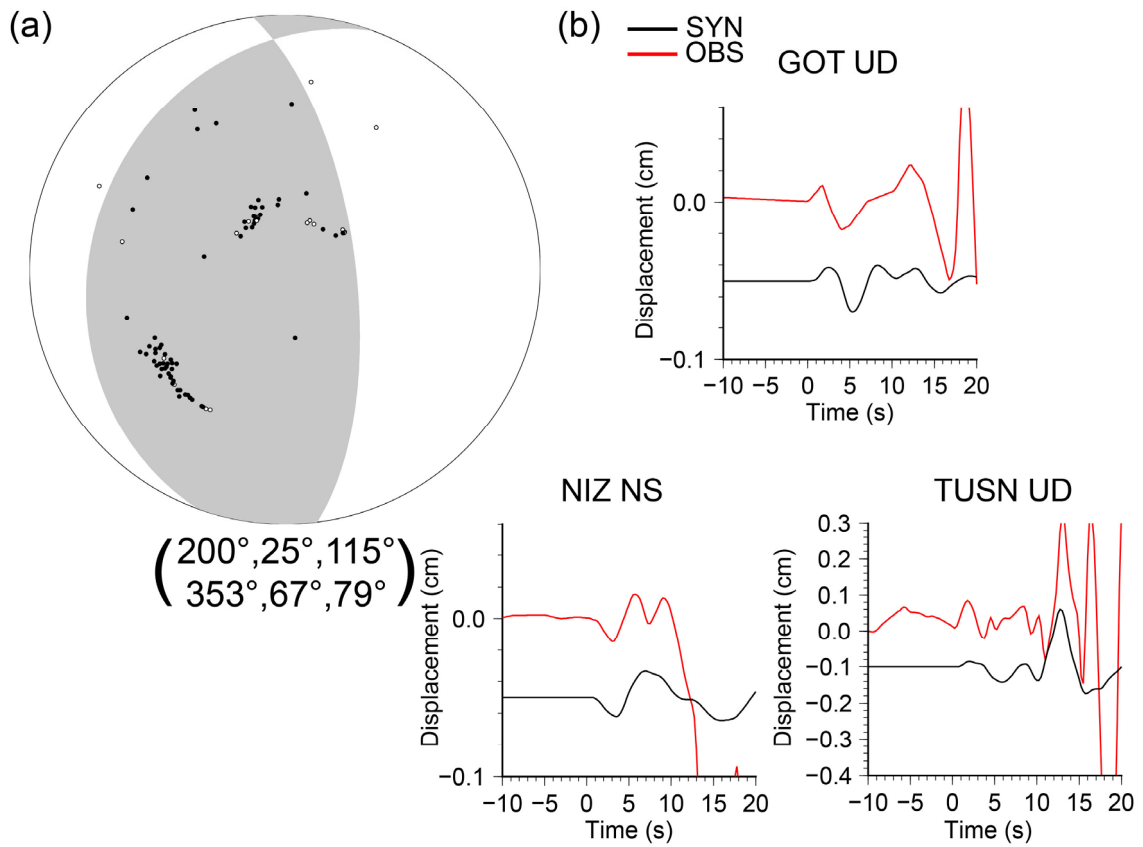 (a)
(200°,25°,115°
353°,67°,79°)
(b)
SYN
OBS
GOT UD
Displacement (cm)
0.0
−0.1
−10 −5 0 5 10 15 20
Time (s)
NIZ NS
Displacement (cm)
0.0
−0.1
−10 −5 0 5 10 15 20
Time (s)
TUSN UD
Displacement (cm)
0.3
0.2
0.1
0.0
−0.1
−0.2
−0.3
−0.4
−10 −5 0 5 10 15 20
Time (s)